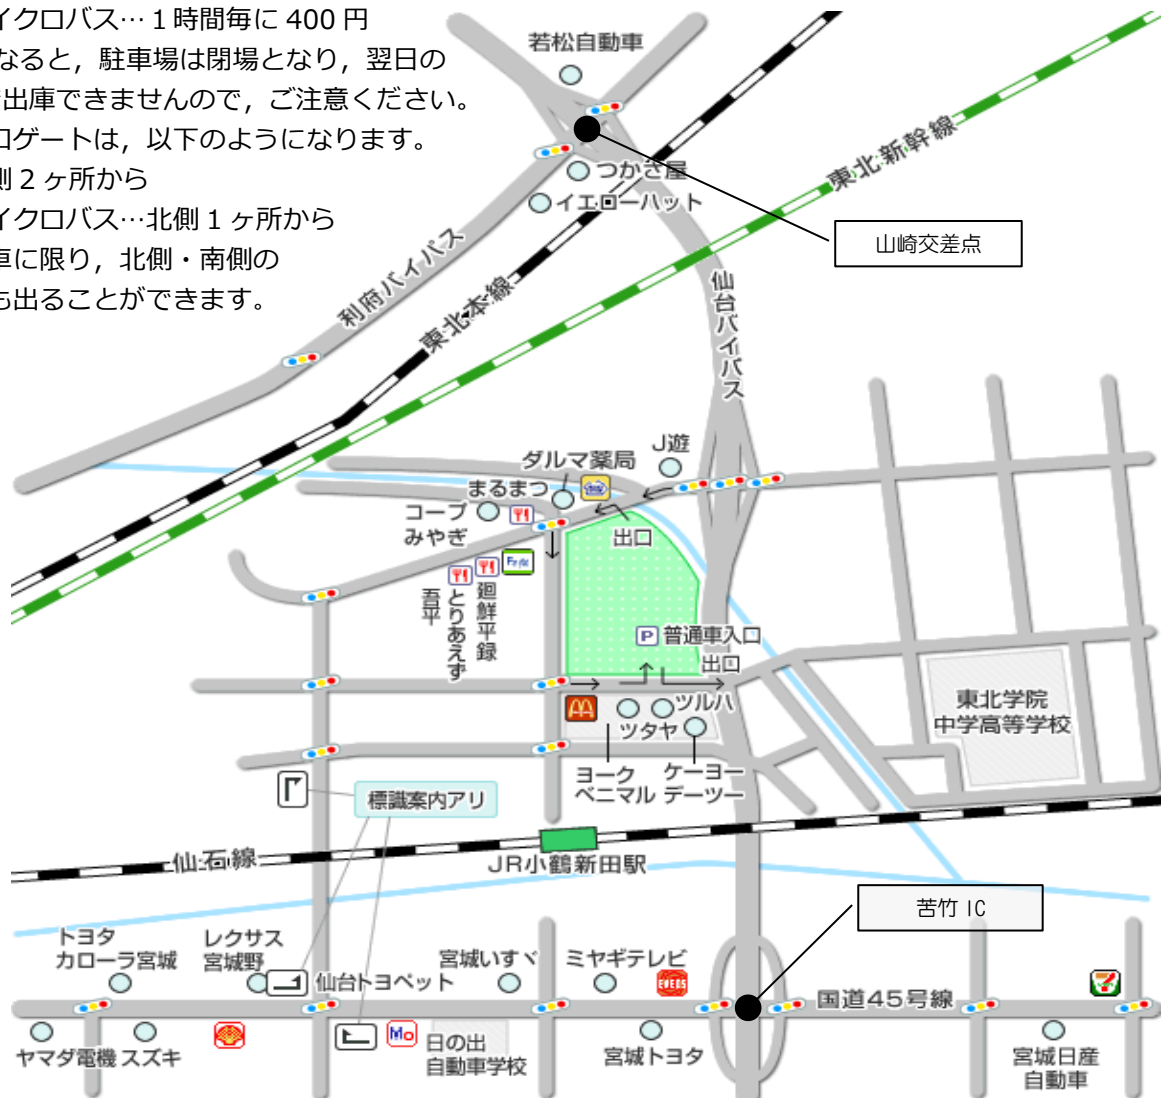 イクロバス…１時間毎に 400 円
なると，駐車場は閉場となり，翌日の
出庫できませんので，ご注意ください。
ロゲートは，以下のようになります。
側 2 ヶ所から
イクロバス…北側 1 ヶ所から
車に限り，北側・南側の
も出ることができます。
若松自動車
つかさ屋
イエローハット
東北新幹線
山崎交差点
利府バイパス
東北本線
仙台バイパス
J遊
ダルマ薬局
まるまつ
コープ
みやぎ
出口
廻鮮平禄
とりあえず
吾平
P 普通車入口
出口
東北学院
中学高等学校
ツルハ
ツタヤ
ヨーク
ベニマル
ケーヨー
デーツー
標識案内アリ
仙石線
JR小鶴新田駅
苦竹 IC
トヨタ
カローラ宮城
レクサス
宮城野
仙台トヨペット
宮城いすゞ
ミヤギテレビ
ENEOS
国道45号線
7
ヤマダ電機
スズキ
Mo
日の出
自動車学校
宮城トヨタ
宮城日産
自動車